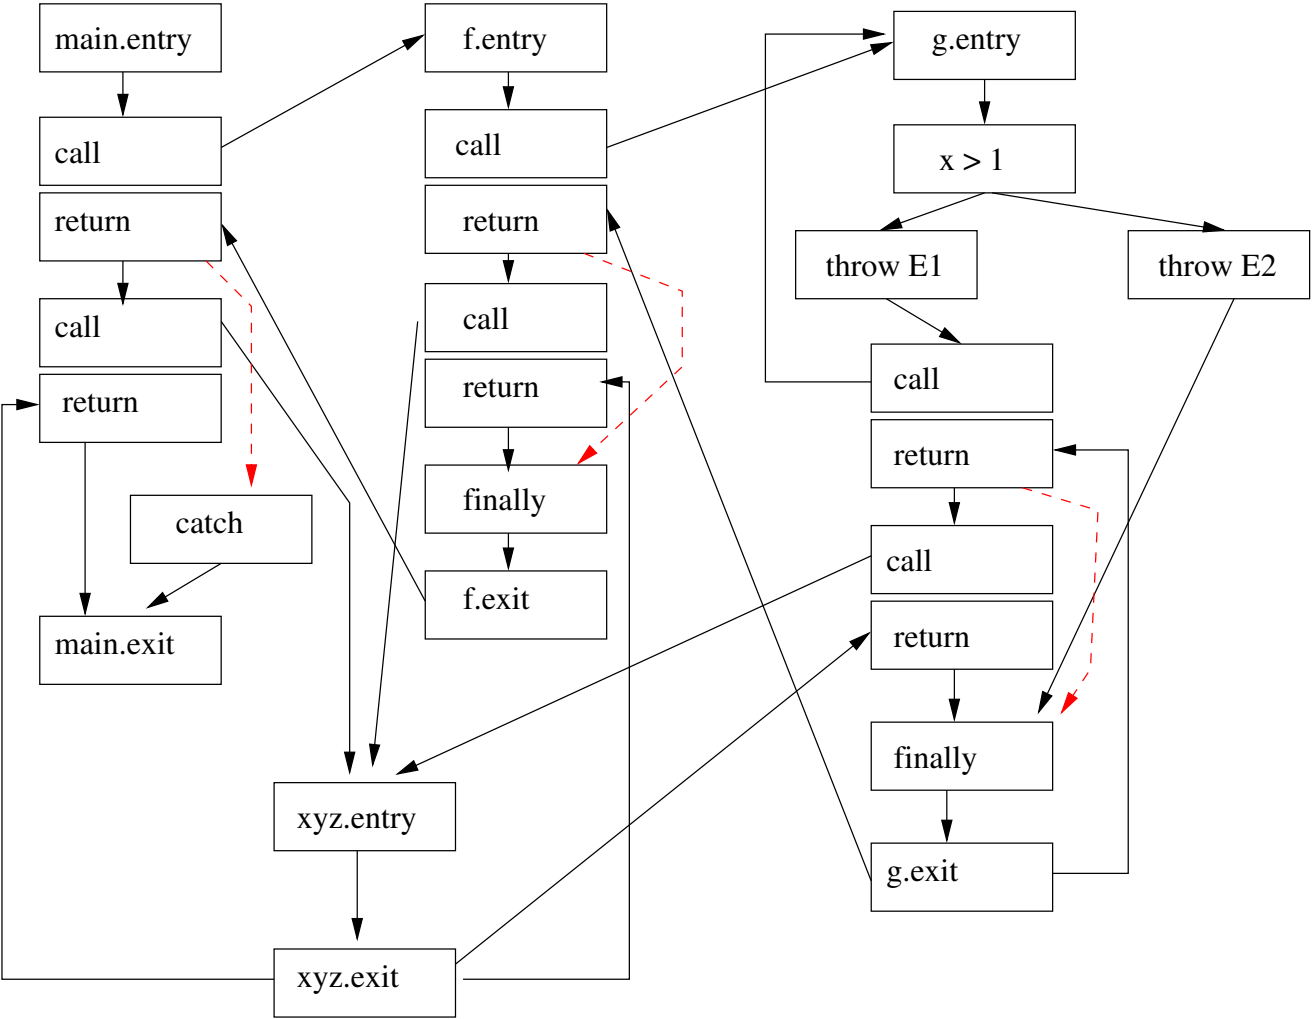 main.entry
call
return
call
return
catch
main.exit
f.entry
call
return
call
return
finally
f.exit
xyz.entry
xyz.exit
g.entry
x > 1
throw E1
throw E2
call
return
call
return
finally
g.exit